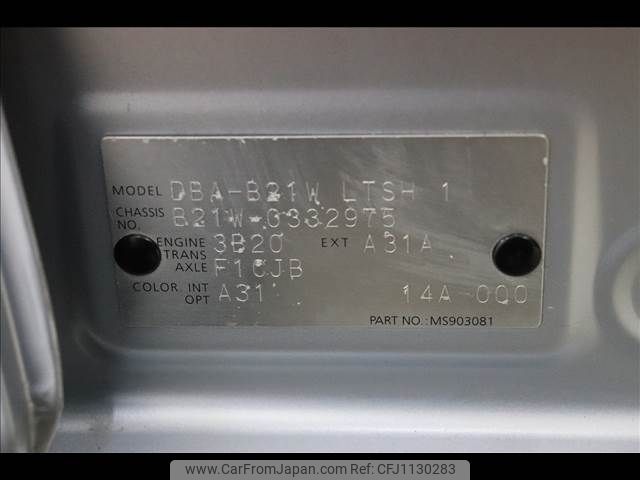 MODEL DBA-B21W LTSH 1
CHASSIS NO. B21W-0332975
ENGINE 3B20 EXT A31A
TRANS AXLE F1CJB
COLOR INT A31
OPT 14A-000
PART NO.:MS903081
www.CarFromJapan.com CFJ1130283